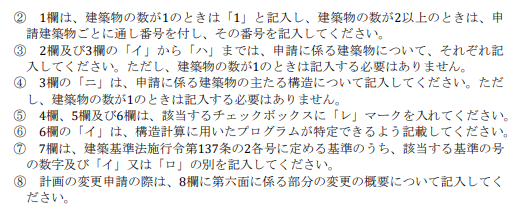 ②　1欄は、建築物の数が1のときは「1」と記入し、建築物の数が2以上のときは、申
請建築物ごとに通し番号を付し、その番号を記入してください。
③　2欄及び3欄の「イ」から「ハ」までは、申請に係る建築物について、それぞれ記
入してください。ただし、建築物の数が1のときは記入する必要はありません。
④　3欄の「ニ」は、申請に係る建築物の主たる構造について記入してください。ただ
し、建築物の数が1のときは記入する必要はありません。
⑤　4欄、5欄及び6欄は、該当するチェックボックスに「レ」マークを入れてください。
⑥　6欄の「イ」は、構造計算に用いたプログラムが特定できるよう記載してください。
⑦　7欄は、建築基準法施行令第137条の2各号に定める基準のうち、該当する基準の号
の数字及び「イ」又は「ロ」の別を記入してください。
⑧　計画の変更申請の際は、8欄に第六面に係る部分の変更の概要について記入してく
ださい。